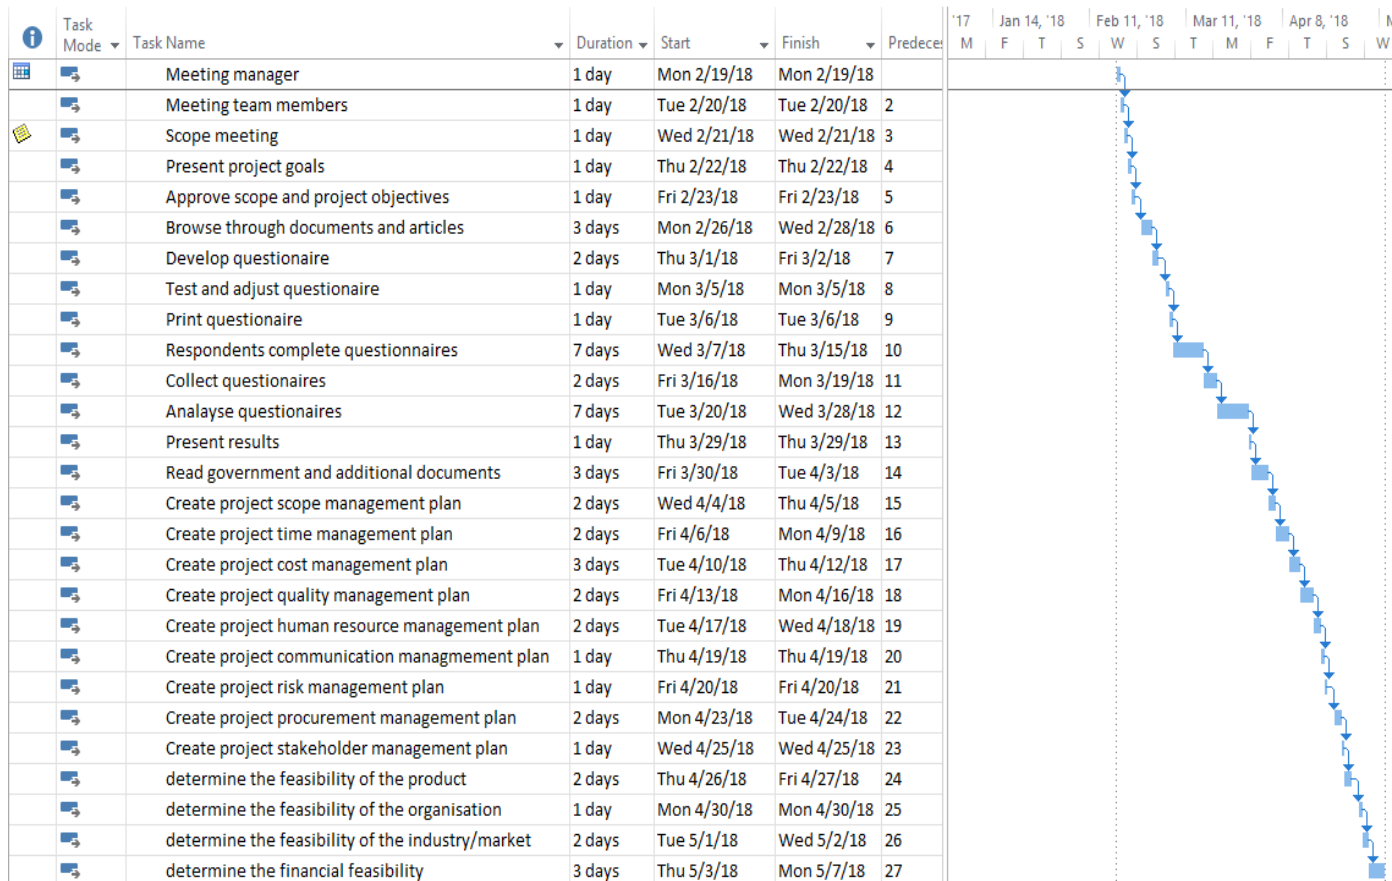 Task Mode Task Name Duration Start Finish Predeces
'17 Jan 14, '18 Feb 11, '18 Mar 11, '18 Apr 8, '18 M
M F T S W S T M F T S W
Meeting manager 1 day Mon 2/19/18 Mon 2/19/18
Meeting team members 1 day Tue 2/20/18 Tue 2/20/18 2
Scope meeting 1 day Wed 2/21/18 Wed 2/21/18 3
Present project goals 1 day Thu 2/22/18 Thu 2/22/18 4
Approve scope and project objectives 1 day Fri 2/23/18 Fri 2/23/18 5
Browse through documents and articles 3 days Mon 2/26/18 Wed 2/28/18 6
Develop questionaire 2 days Thu 3/1/18 Fri 3/2/18 7
Test and adjust questionaire 1 day Mon 3/5/18 Mon 3/5/18 8
Print questionaire 1 day Tue 3/6/18 Tue 3/6/18 9
Respondents complete questionnaires 7 days Wed 3/7/18 Thu 3/15/18 10
Collect questionaires 2 days Fri 3/16/18 Mon 3/19/18 11
Analayse questionaires 7 days Tue 3/20/18 Wed 3/28/18 12
Present results 1 day Thu 3/29/18 Thu 3/29/18 13
Read government and additional documents 3 days Fri 3/30/18 Tue 4/3/18 14
Create project scope management plan 2 days Wed 4/4/18 Thu 4/5/18 15
Create project time management plan 2 days Fri 4/6/18 Mon 4/9/18 16
Create project cost management plan 3 days Tue 4/10/18 Thu 4/12/18 17
Create project quality management plan 2 days Fri 4/13/18 Mon 4/16/18 18
Create project human resource management plan 2 days Tue 4/17/18 Wed 4/18/18 19
Create project communication managmement plan 1 day Thu 4/19/18 Thu 4/19/18 20
Create project risk management plan 1 day Fri 4/20/18 Fri 4/20/18 21
Create project procurement management plan 2 days Mon 4/23/18 Tue 4/24/18 22
Create project stakeholder management plan 1 day Wed 4/25/18 Wed 4/25/18 23
determine the feasibility of the product 2 days Thu 4/26/18 Fri 4/27/18 24
determine the feasibility of the organisation 1 day Mon 4/30/18 Mon 4/30/18 25
determine the feasibility of the industry/market 2 days Tue 5/1/18 Wed 5/2/18 26
determine the financial feasibility 3 days Thu 5/3/18 Mon 5/7/18 27